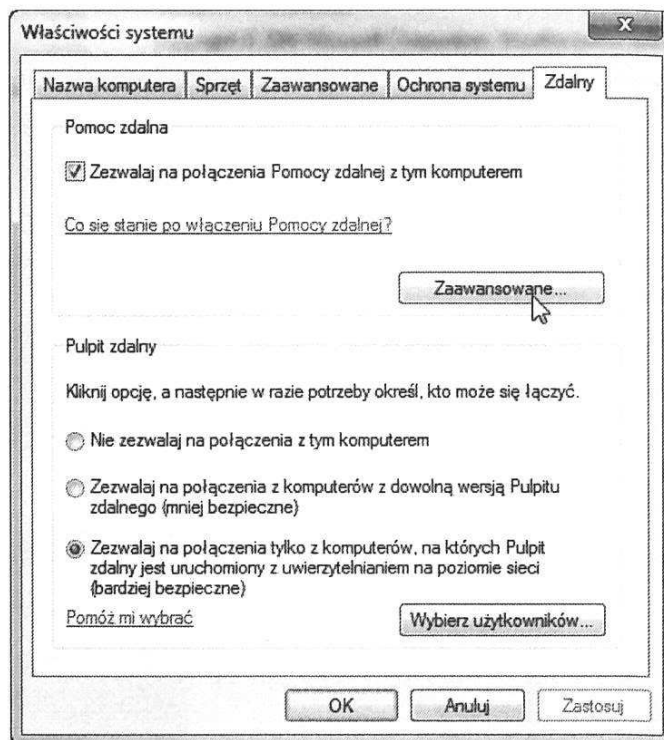 Właściwości systemu
x
Nazwa komputera Sprzęt Zaawansowane Ochrona systemu Zdalny
Pomoc zdalna
Zezwalaj na połączenia Pomocy zdalnej z tym komputerem
Co się stanie po włączeniu Pomocy zdalnej?
Zaawansowane...
Pulpit zdalny
Kliknij opcję, a następnie w razie potrzeby określ, kto może się łączyć.
Nie zezwalaj na połączenia z tym komputerem
Zezwalaj na połączenia z komputerów z dowolną wersją Pulpitu
zdalnego (mniej bezpieczne)
Zezwalaj na połączenia tylko z komputerów, na których Pulpit
zdalny jest uruchomiony z uwierzytelnianiem na poziomie sieci
(bardziej bezpieczne)
Pomóż mi wybrać Wybierz użytkowników...
OK Anuluj Zastosuj